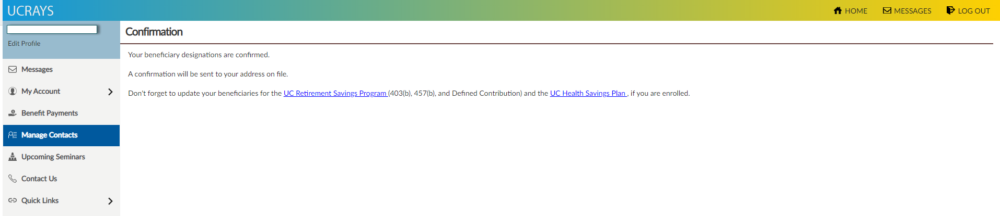 UCRAYS
HOME
MESSAGES
LOG OUT
Edit Profile
Messages
My Account
Benefit Payments
Manage Contacts
Upcoming Seminars
Contact Us
Quick Links
Confirmation
Your beneficiary designations are confirmed.
A confirmation will be sent to your address on file.
Don't forget to update your beneficiaries for the UC Retirement Savings Program (403(b), 457(b), and Defined Contribution) and the UC Health Savings Plan , if you are enrolled.